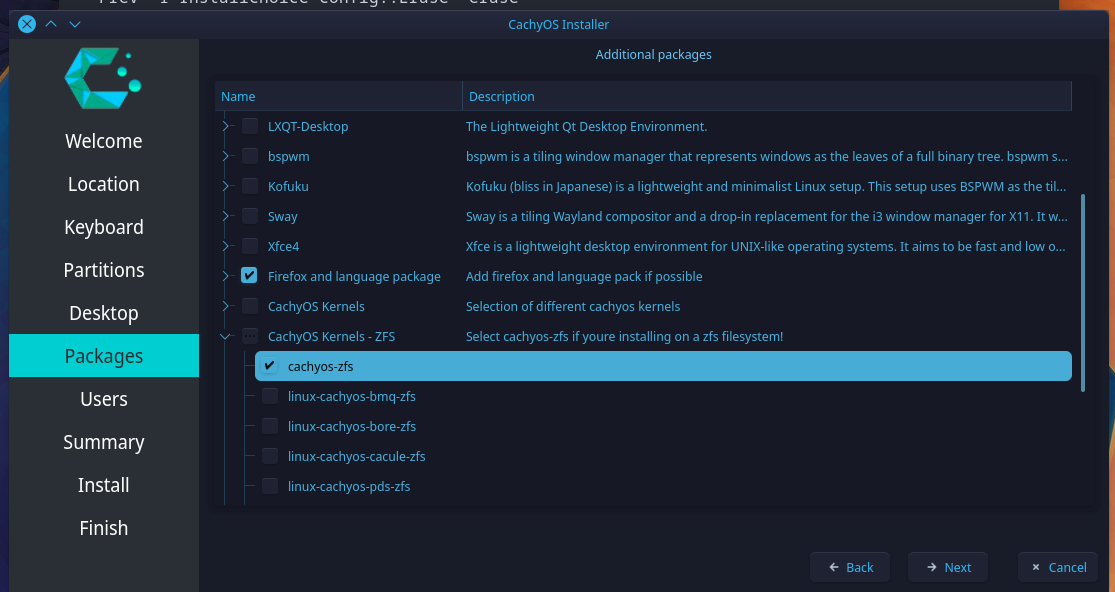 CachyOS Installer
Additional packages
Welcome
Location
Keyboard
Partitions
Desktop
Packages
Users
Summary
Install
Finish
Name Description
LXQT-Desktop The Lightweight Qt Desktop Environment.
bspwm bspwm is a tiling window manager that represents windows as the leaves of a full binary tree. bspwm s...
Kofuku Kofuku (bliss in Japanese) is a lightweight and minimalist Linux setup. This setup uses BSPWM as the til...
Sway Sway is a tiling Wayland compositor and a drop-in replacement for the i3 window manager for X11. It w...
Xfce4 Xfce is a lightweight desktop environment for UNIX-like operating systems. It aims to be fast and low o...
Firefox and language package Add firefox and language pack if possible
CachyOS Kernels Selection of different cachyos kernels
CachyOS Kernels - ZFS Select cachyos-zfs if youre installing on a zfs filesystem!
cachyos-zfs
linux-cachyos-bmq-zfs
linux-cachyos-bore-zfs
linux-cachyos-cacule-zfs
linux-cachyos-pds-zfs
Back Next Cancel